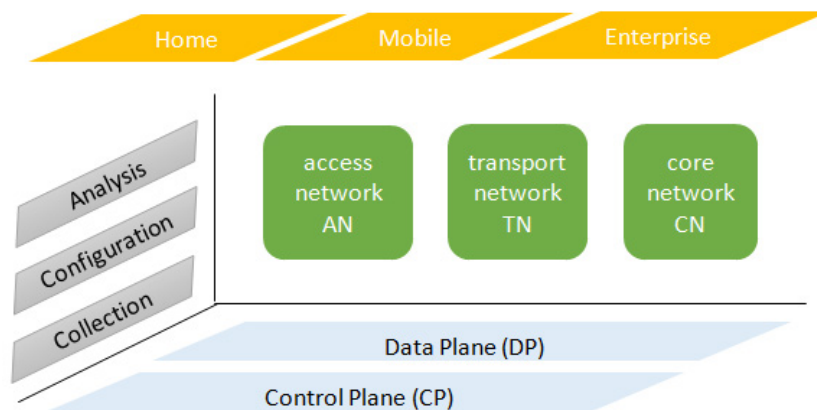 Home
Mobile
Enterprise
Analysis
Configuration
Collection
access
network
AN
transport
network
TN
core
network
CN
Data Plane (DP)
Control Plane (CP)